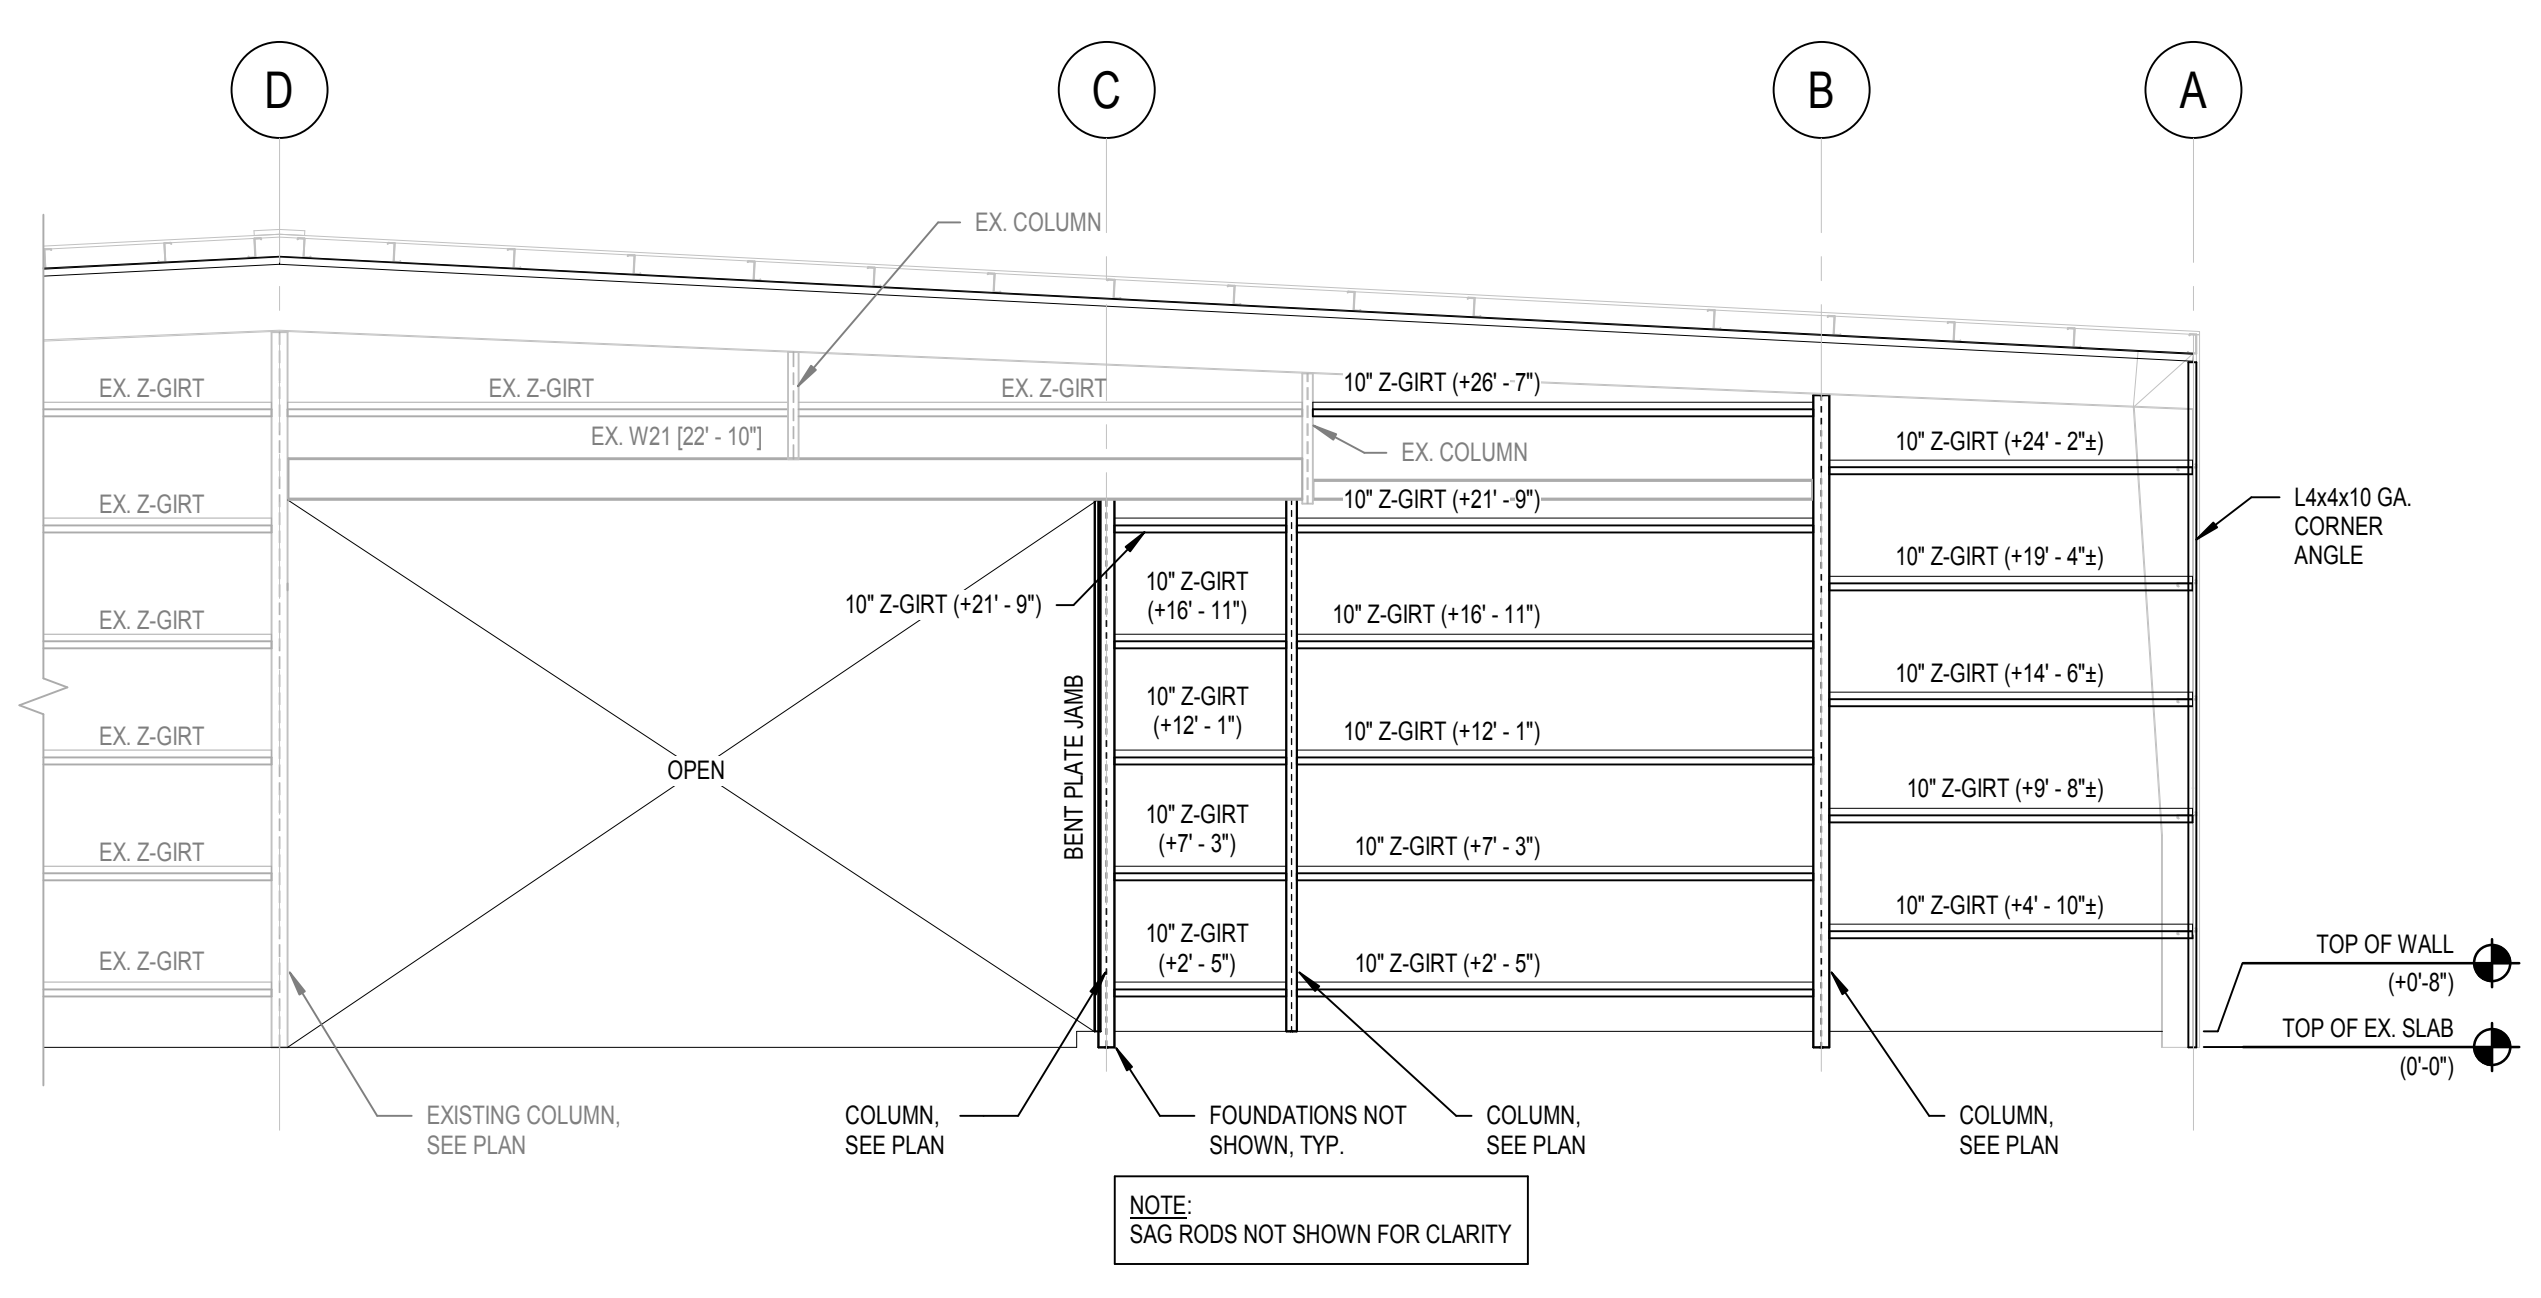 D
C
B
A
EX. COLUMN
EX. Z-GIRT
EX. Z-GIRT
EX. Z-GIRT
10" Z-GIRT (+26' - 7")
EX. W21 [22' - 10"]
EX. COLUMN
10" Z-GIRT (+24' - 2"±)
EX. Z-GIRT
10" Z-GIRT (+21' - 9")
L4x4x10 GA.
CORNER
ANGLE
10" Z-GIRT (+19' - 4"±)
10" Z-GIRT
(+16' - 11")
10" Z-GIRT (+21' - 9")
EX. Z-GIRT
10" Z-GIRT (+16' - 11")
10" Z-GIRT (+14' - 6"±)
BENT PLATE JAMB
10" Z-GIRT
(+12' - 1")
EX. Z-GIRT
10" Z-GIRT (+12' - 1")
OPEN
10" Z-GIRT (+9' - 8"±)
10" Z-GIRT
(+7' - 3")
EX. Z-GIRT
10" Z-GIRT (+7' - 3")
10" Z-GIRT (+4' - 10"±)
10" Z-GIRT
(+2' - 5")
EX. Z-GIRT
10" Z-GIRT (+2' - 5")
TOP OF WALL
(+0'-8")
TOP OF EX. SLAB
(0'-0")
EXISTING COLUMN,
SEE PLAN
COLUMN,
SEE PLAN
FOUNDATIONS NOT
SHOWN, TYP.
COLUMN,
SEE PLAN
COLUMN,
SEE PLAN
NOTE:
SAG RODS NOT SHOWN FOR CLARITY